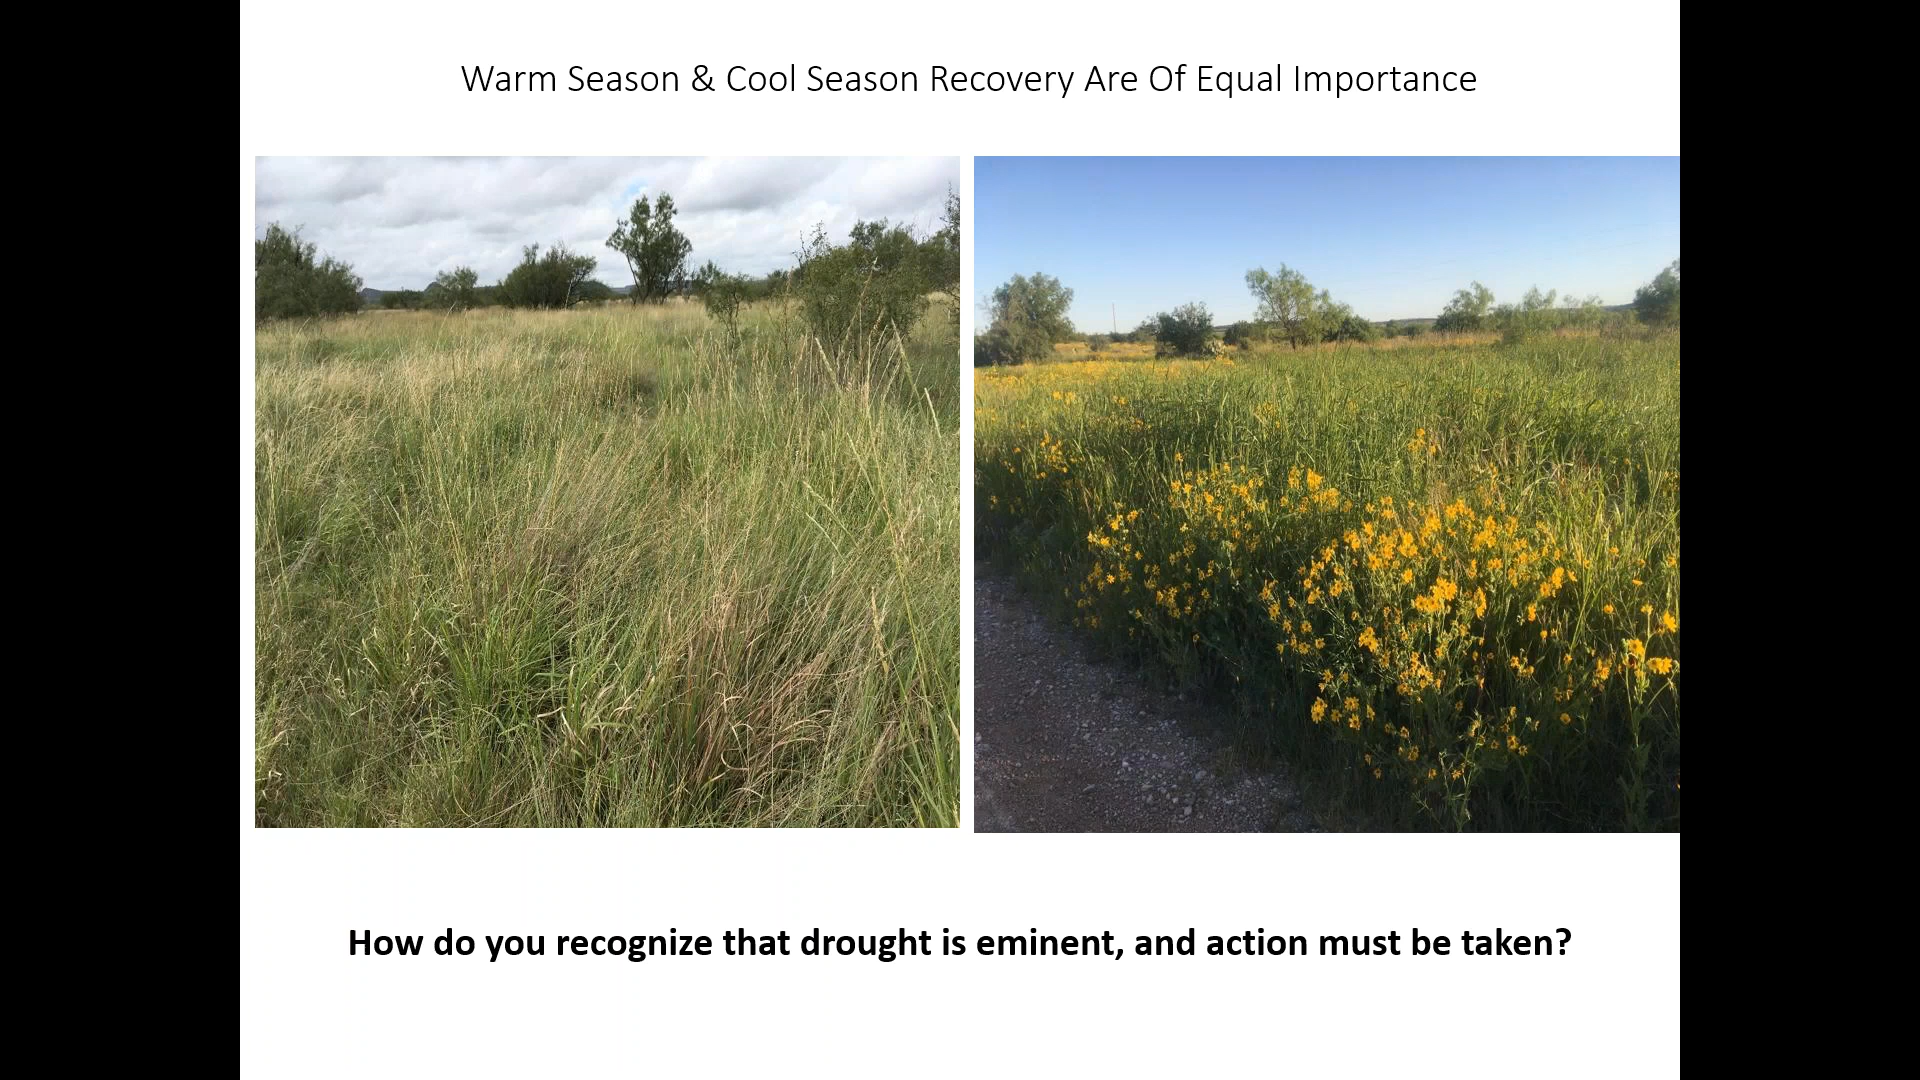 Warm Season & Cool Season Recovery Are Of Equal Importance
How do you recognize that drought is eminent, and action must be taken?